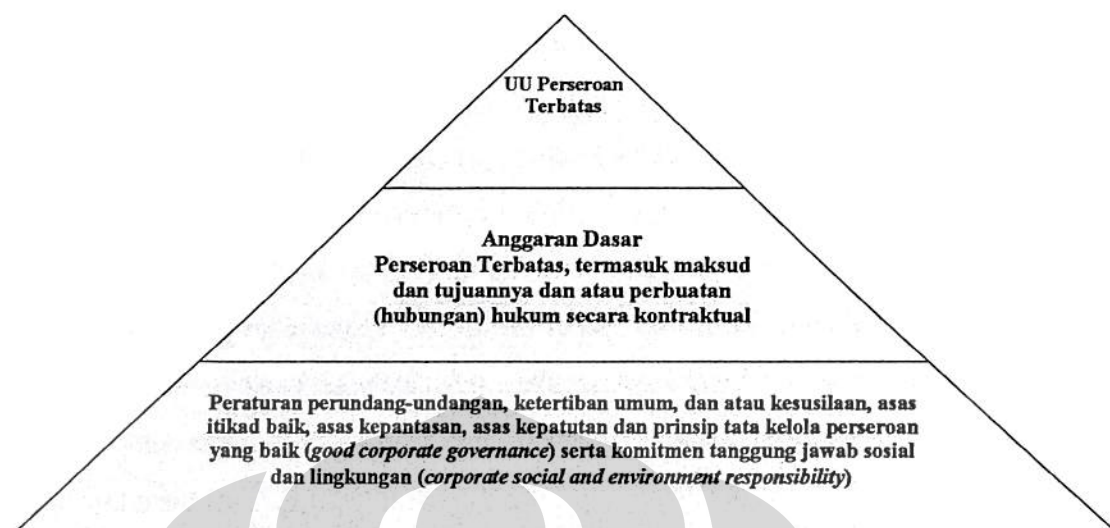 UU Perseroan
Terbatas
Anggaran Dasar
Perseroan Terbatas, termasuk maksud
dan tujuannya dan atau perbuatan
(hubungan) hukum secara kontraktual
Peraturan perundang-undangan, ketertiban umum, dan atau kesusilaan, asas
itikad baik, asas kepantasan, asas kepatutan dan prinsip tata kelola perseroan
yang baik (good corporate governance) serta komitmen tanggung jawab sosial
dan lingkungan (corporate social and environment responsibility)